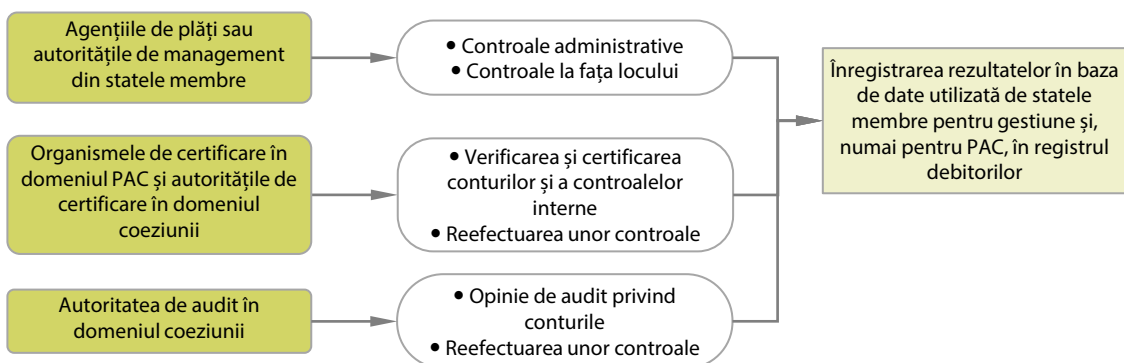 Agențiile de plăți sau
autoritățile de management
din statele membre
• Controale administrative
• Controale la fața locului
Înregistrarea rezultatelor în baza
de date utilizată de statele
membre pentru gestiune și,
numai pentru PAC, în registrul
debitorilor
Organismele de certificare în
domeniul PAC și autoritățile de
certificare în domeniul
coeziunii
• Verificarea și certificarea
conturilor și a controalelor
interne
• Reefectuarea unor controale
Autoritatea de audit în
domeniul coeziunii
• Opinie de audit privind
conturile
• Reefectuarea unor controale